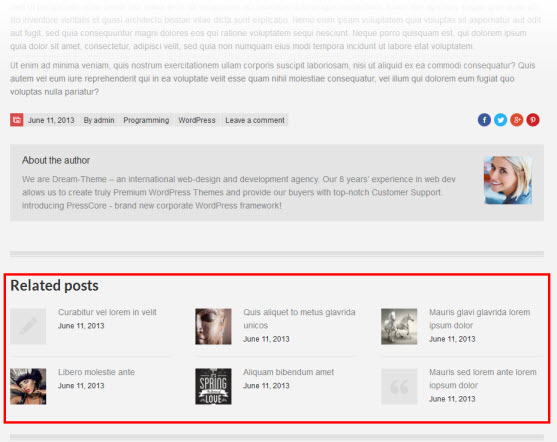 do inventore veritatis et quasi architecto beatae vitae dicta sunt explicabo. Nemo enim ipsam voluptatem quia voluptas sit aspernatur aut odit
aut fugit, sed quia consequuntur magni dolores eos qui ratione voluptatem sequi nesciunt. Neque porro quisquam est, qui dolorem ipsum
quia dolor sit amet, consectetur, adipisci velit, sed quia non numquam eius modi tempora incidunt ut labore etat voluptatem.
Ut enim ad minima veniam, quis nostrum exercitationem ullam corporis suscipit laboriosam, nisi ut aliquid ex ea commodi consequatur? Quis
autem vel eum iure reprehenderit qui in ea voluptate velit esse quam nihil molestiae consequatur, vel illum qui dolorem eum fugiat quo
voluptas nulla pariatur?
June 11, 2013 By admin Programming WordPress Leave a comment
About the author
We are Dream-Theme – an international web-design and development agency. Our 8 years' experience in web dev
allows us to create truly Premium WordPress Themes and provide our buyers with top-notch Customer Support.
Introducing PressCore - brand new corporate WordPress framework!
Related posts
Curabitur vel lorem in velit
June 11, 2013
Quis aliquet to metus glavrida
unicos
June 11, 2013
Mauris glavi glavrida lorem
ipsum dolor
June 11, 2013
Libero molestie ante
June 11, 2013
SPRING
LOVE
Aliquam bibendum amet
June 11, 2013
Mauris sed lorem ante lorem
iopsum dolor
June 11, 2013